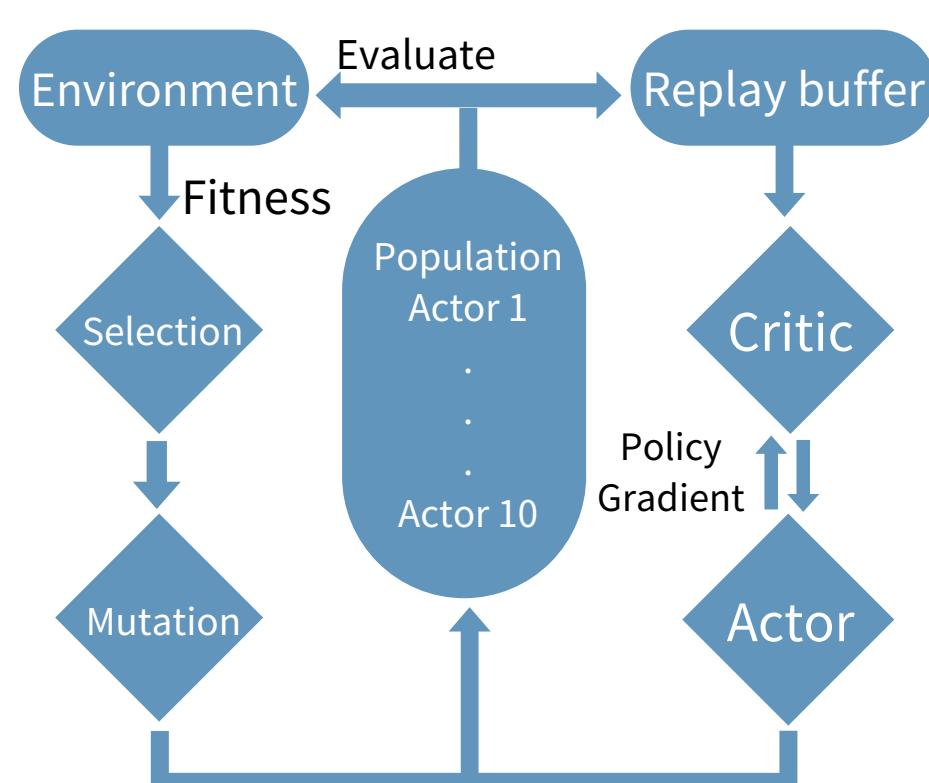 Evaluate
Environment
Replay buffer
Fitness
Population
Actor 1
.
.
.
Actor 10
Selection
Critic
Policy
Gradient
Mutation
Actor